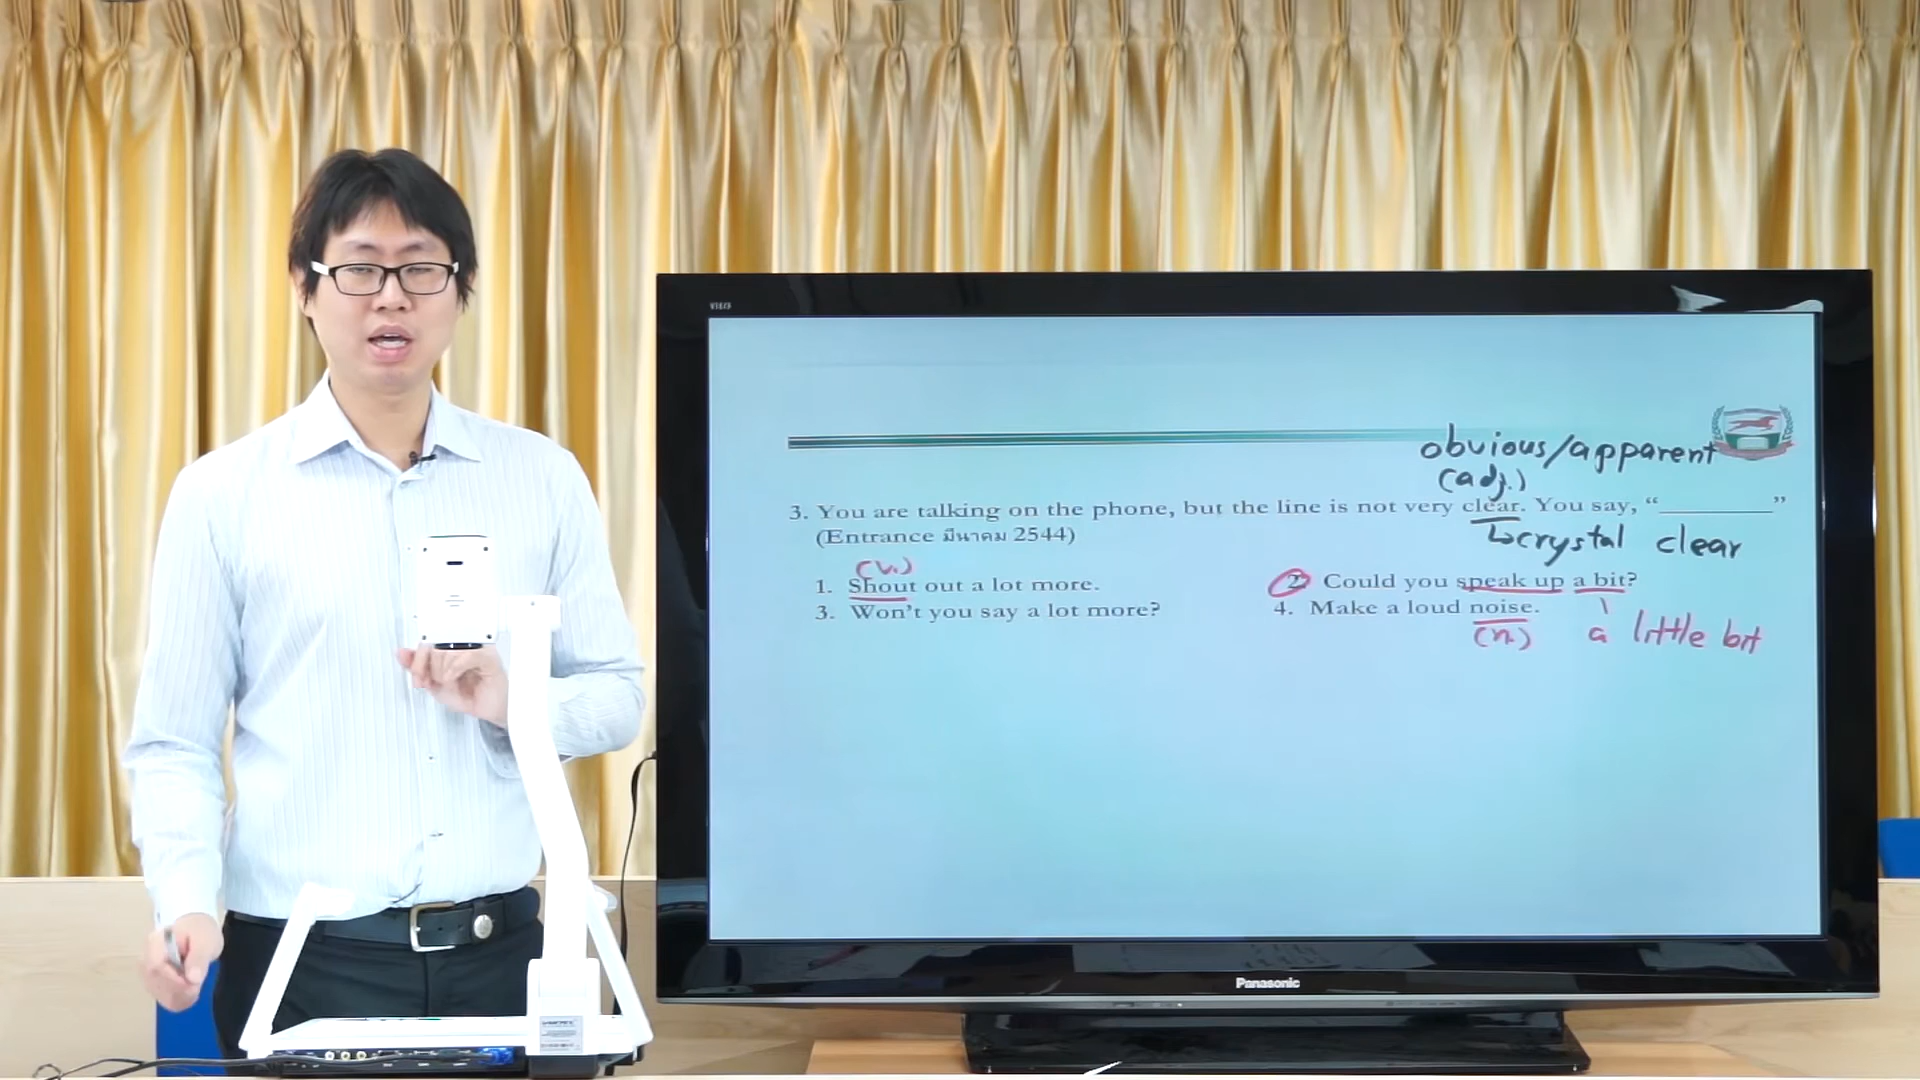 VIERA
obvious/apparent
(adj.)
3. You are talking on the phone, but the line is not very clear. You say, “__________”
(Entrance มีนาคม 2544)
↳crystal clear
(v.)
1. Shout out a lot more.
2. Could you speak up a bit?
3. Won't you say a lot more?
4. Make a loud noise.
(n.)
a little bit
Panasonic